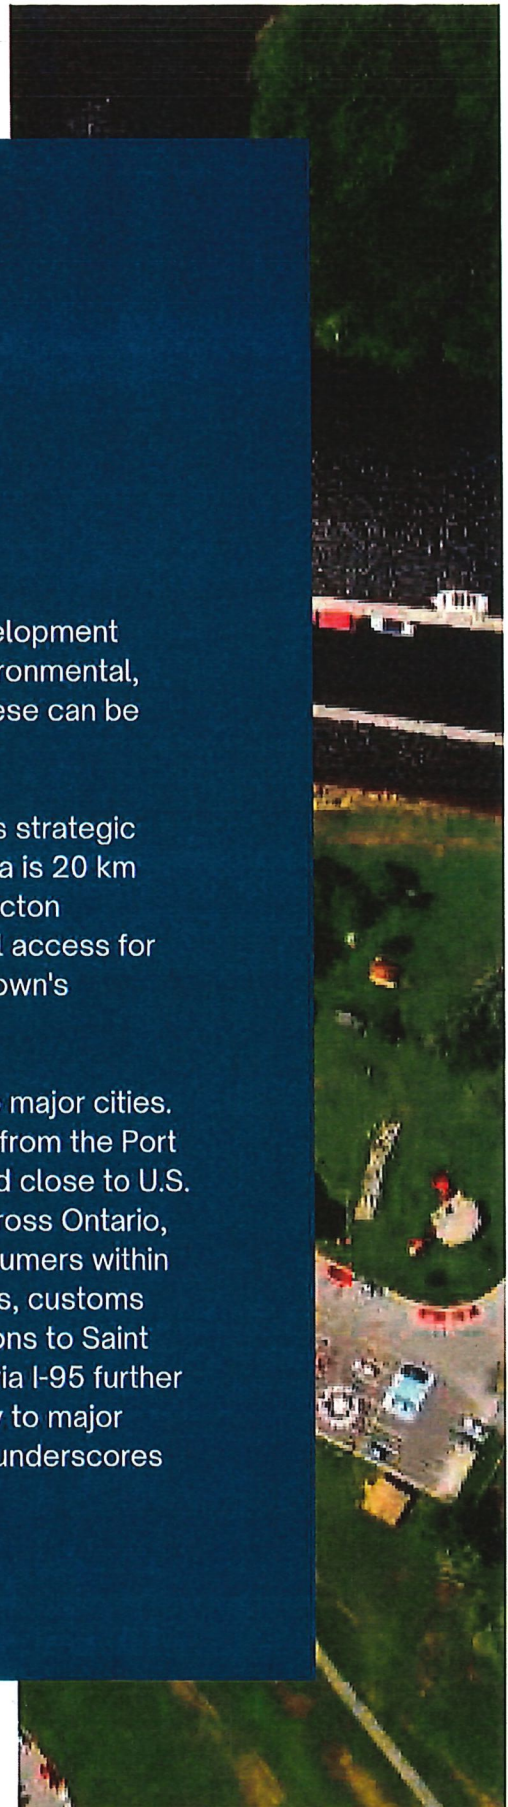 elopment
ronmental,
ese can be
s strategic
a is 20 km
cton
l access for
own's
major cities.
from the Port
d close to U.S.
ross Ontario,
umers within
s, customs
ons to Saint
ia I-95 further
y to major
underscores